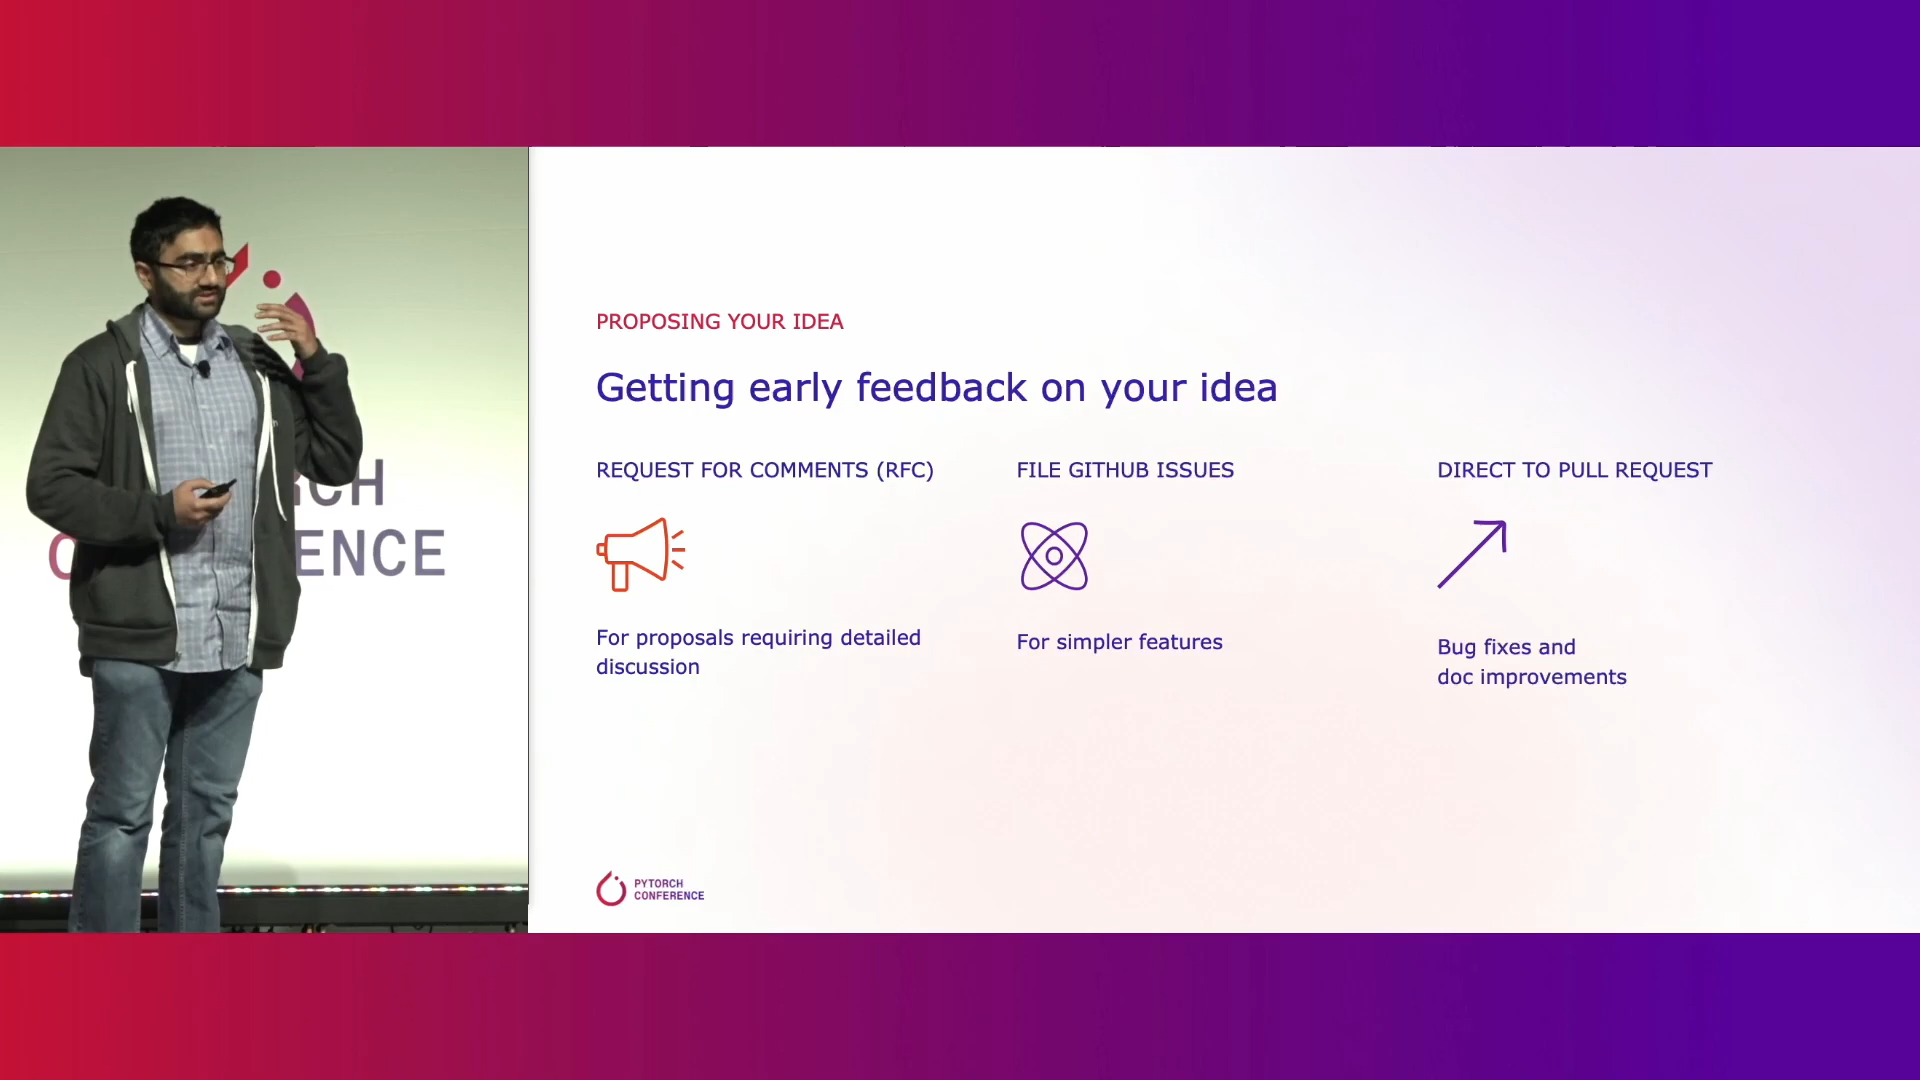 PROPOSING YOUR IDEA
Getting early feedback on your idea
REQUEST FOR COMMENTS (RFC)
FILE GITHUB ISSUES
DIRECT TO PULL REQUEST
For proposals requiring detailed
discussion
For simpler features
Bug fixes and
doc improvements
PYTORCH
CONFERENCE